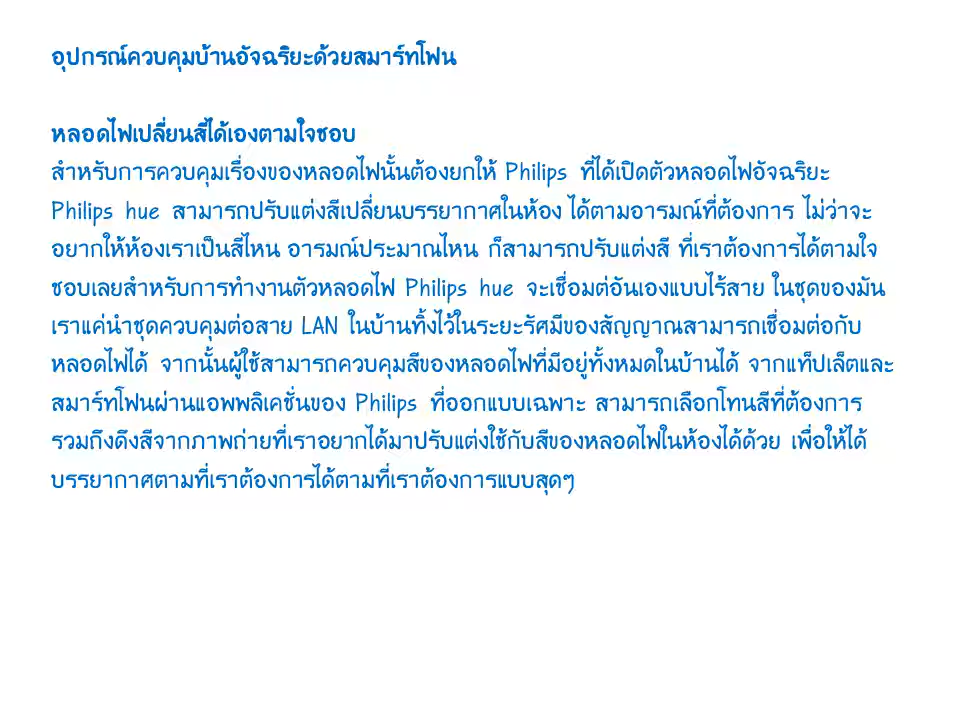 อุปกรณ์ควบคุมบ้านอัจฉริยะด้วยสมาร์ทโฟน
หลอดไฟเปลี่ยนสีได้เองตามใจชอบ
สำหรับการควบคุมเรื่องของหลอดไฟนั้นต้องยกให้ Philips ที่ได้เปิดตัวหลอดไฟอัจฉริยะ
Philips hue สามารถปรับแต่งสีเปลี่ยนบรรยากาศในห้อง ได้ตามอารมณ์ที่ต้องการ ไม่ว่าจะ
อยากให้ห้องเราเป็นสีไหน อารมณ์ประมาณไหน ก็สามารถปรับแต่งสี ที่เราต้องการได้ตามใจ
ชอบเลยสำหรับการทำงานตัวหลอดไฟ Philips hue จะเชื่อมต่อันเองแบบไร้สาย ในชุดของมัน
เราแค่นำชุดควบคุมต่อสาย LAN ในบ้านทิ้งไว้ในระยะรัศมีของสัญญาณสามารถเชื่อมต่อกับ
หลอดไฟได้ จากนั้นผู้ใช้สามารถควบคุมสีของหลอดไฟที่มีอยู่ทั้งหมดในบ้านได้ จากแท็ปเล็ตและ
สมาร์ทโฟนผ่านแอพพลิเคชั่นของ Philips ที่ออกแบบเฉพาะ สามารถเลือกโทนสีที่ต้องการ
รวมถึงดึงสีจากภาพถ่ายที่เราอยากได้มาปรับแต่งใช้กับสีของหลอดไฟในห้องได้ด้วย เพื่อให้ได้
บรรยากาศตามที่เราต้องการได้ตามที่เราต้องการแบบสุดๆ